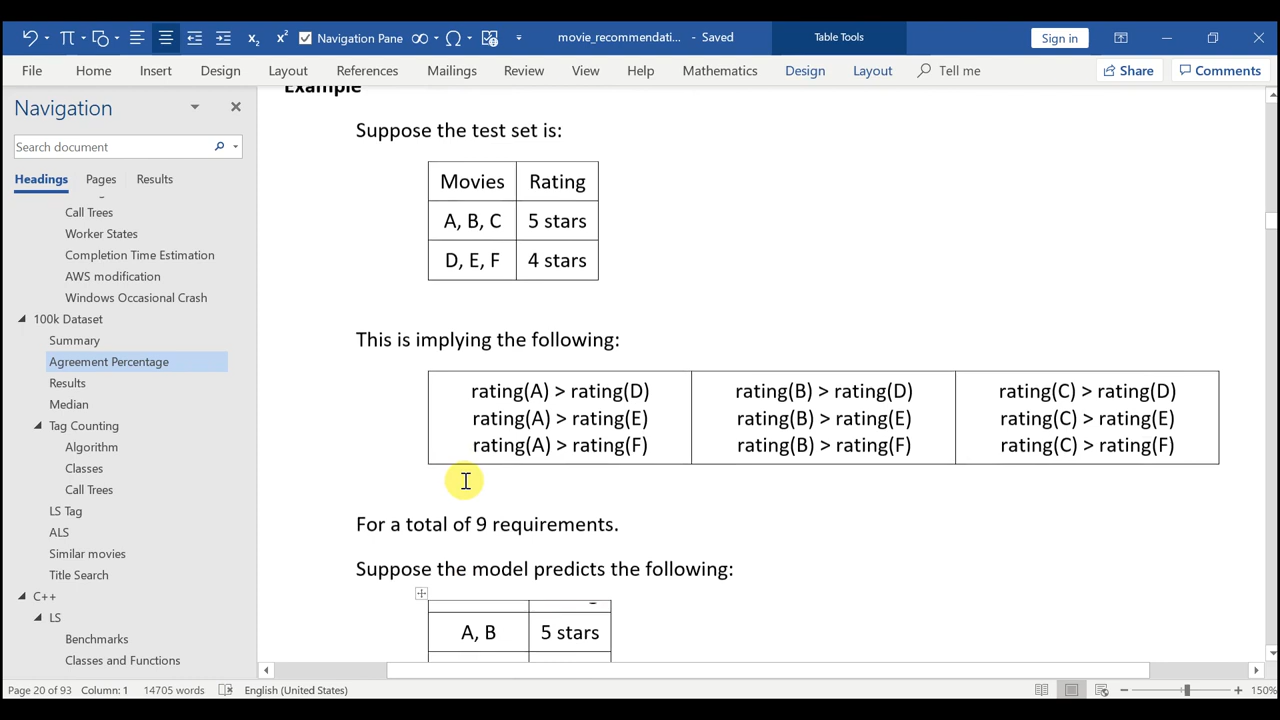 movie_recommendati... - Saved
Table Tools
Sign in
Navigation Pane
File
Home
Insert
Design
Layout
References
Mailings
Review
View
Help
Mathematics
Design
Layout
Tell me
Share
Comments
Navigation
Search document
Headings
Pages
Results
Call Trees
Worker States
Completion Time Estimation
AWS modification
Windows Occasional Crash
100k Dataset
Summary
Agreement Percentage
Results
Median
Tag Counting
Algorithm
Classes
Call Trees
LS Tag
ALS
Similar movies
Title Search
C++
LS
Benchmarks
Classes and Functions
Example
Suppose the test set is:
Movies Rating
A, B, C 5 stars
D, E, F 4 stars
This is implying the following:
rating(A) > rating(D) rating(B) > rating(D) rating(C) > rating(D)
rating(A) > rating(E) rating(B) > rating(E) rating(C) > rating(E)
rating(A) > rating(F) rating(B) > rating(F) rating(C) > rating(F)
For a total of 9 requirements.
Suppose the model predicts the following:
A, B 5 stars
Page 20 of 93
Column: 1
14705 words
English (United States)
150%